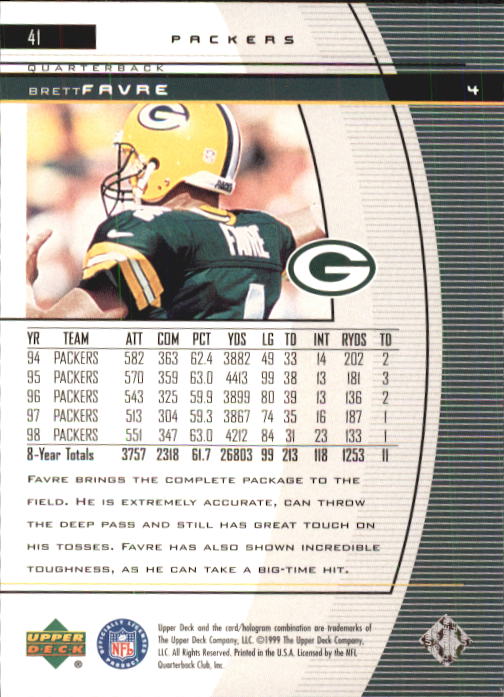 41
PACKERS
QUARTERBACK
BRETT FAVRE 4
G
PACKERS
FAVRE
G
YR TEAM ATT COM PCT YDS LG TD INT RYDS TD
94 PACKERS 582 363 62.4 3882 49 33 14 202 2
95 PACKERS 570 359 63.0 4413 99 38 13 181 3
96 PACKERS 543 325 59.9 3899 80 39 13 136 2
97 PACKERS 513 304 59.3 3867 74 35 16 187 1
98 PACKERS 551 347 63.0 4212 84 31 23 133 1
8-Year Totals 3757 2318 61.7 26803 99 213 118 1253 11
FAVRE BRINGS THE COMPLETE PACKAGE TO THE
FIELD. HE IS EXTREMELY ACCURATE, CAN THROW
THE DEEP PASS AND STILL HAS GREAT TOUCH ON
HIS TOSSES. FAVRE HAS ALSO SHOWN INCREDIBLE
TOUGHNESS, AS HE CAN TAKE A BIG-TIME HIT.
UPPER
DECK
®
OFFICIALLY LICENSED
NFL
PRODUCT
Upper Deck and the card/hologram combination are trademarks of
The Upper Deck Company, LLC. ©1999 The Upper Deck Company,
LLC. All Rights Reserved. Printed in the U.S.A. Licensed by the NFL
Quarterback Club, Inc.